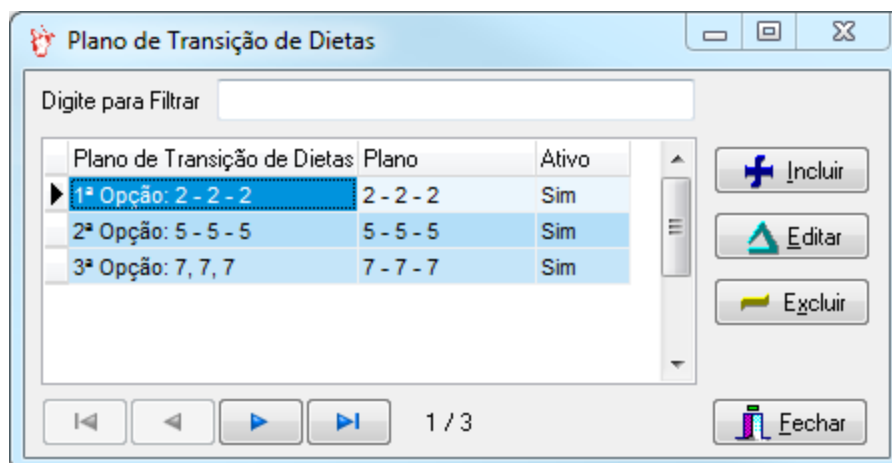 Plano de Transição de Dietas
Digite para Filtrar
Plano de Transição de Dietas Plano Ativo
1ª Opção: 2 - 2 - 2 2 - 2 - 2 Sim
2ª Opção: 5 - 5 - 5 5 - 5 - 5 Sim
3ª Opção: 7, 7, 7 7 - 7 - 7 Sim
Incluir
Editar
Excluir
1 / 3
Fechar